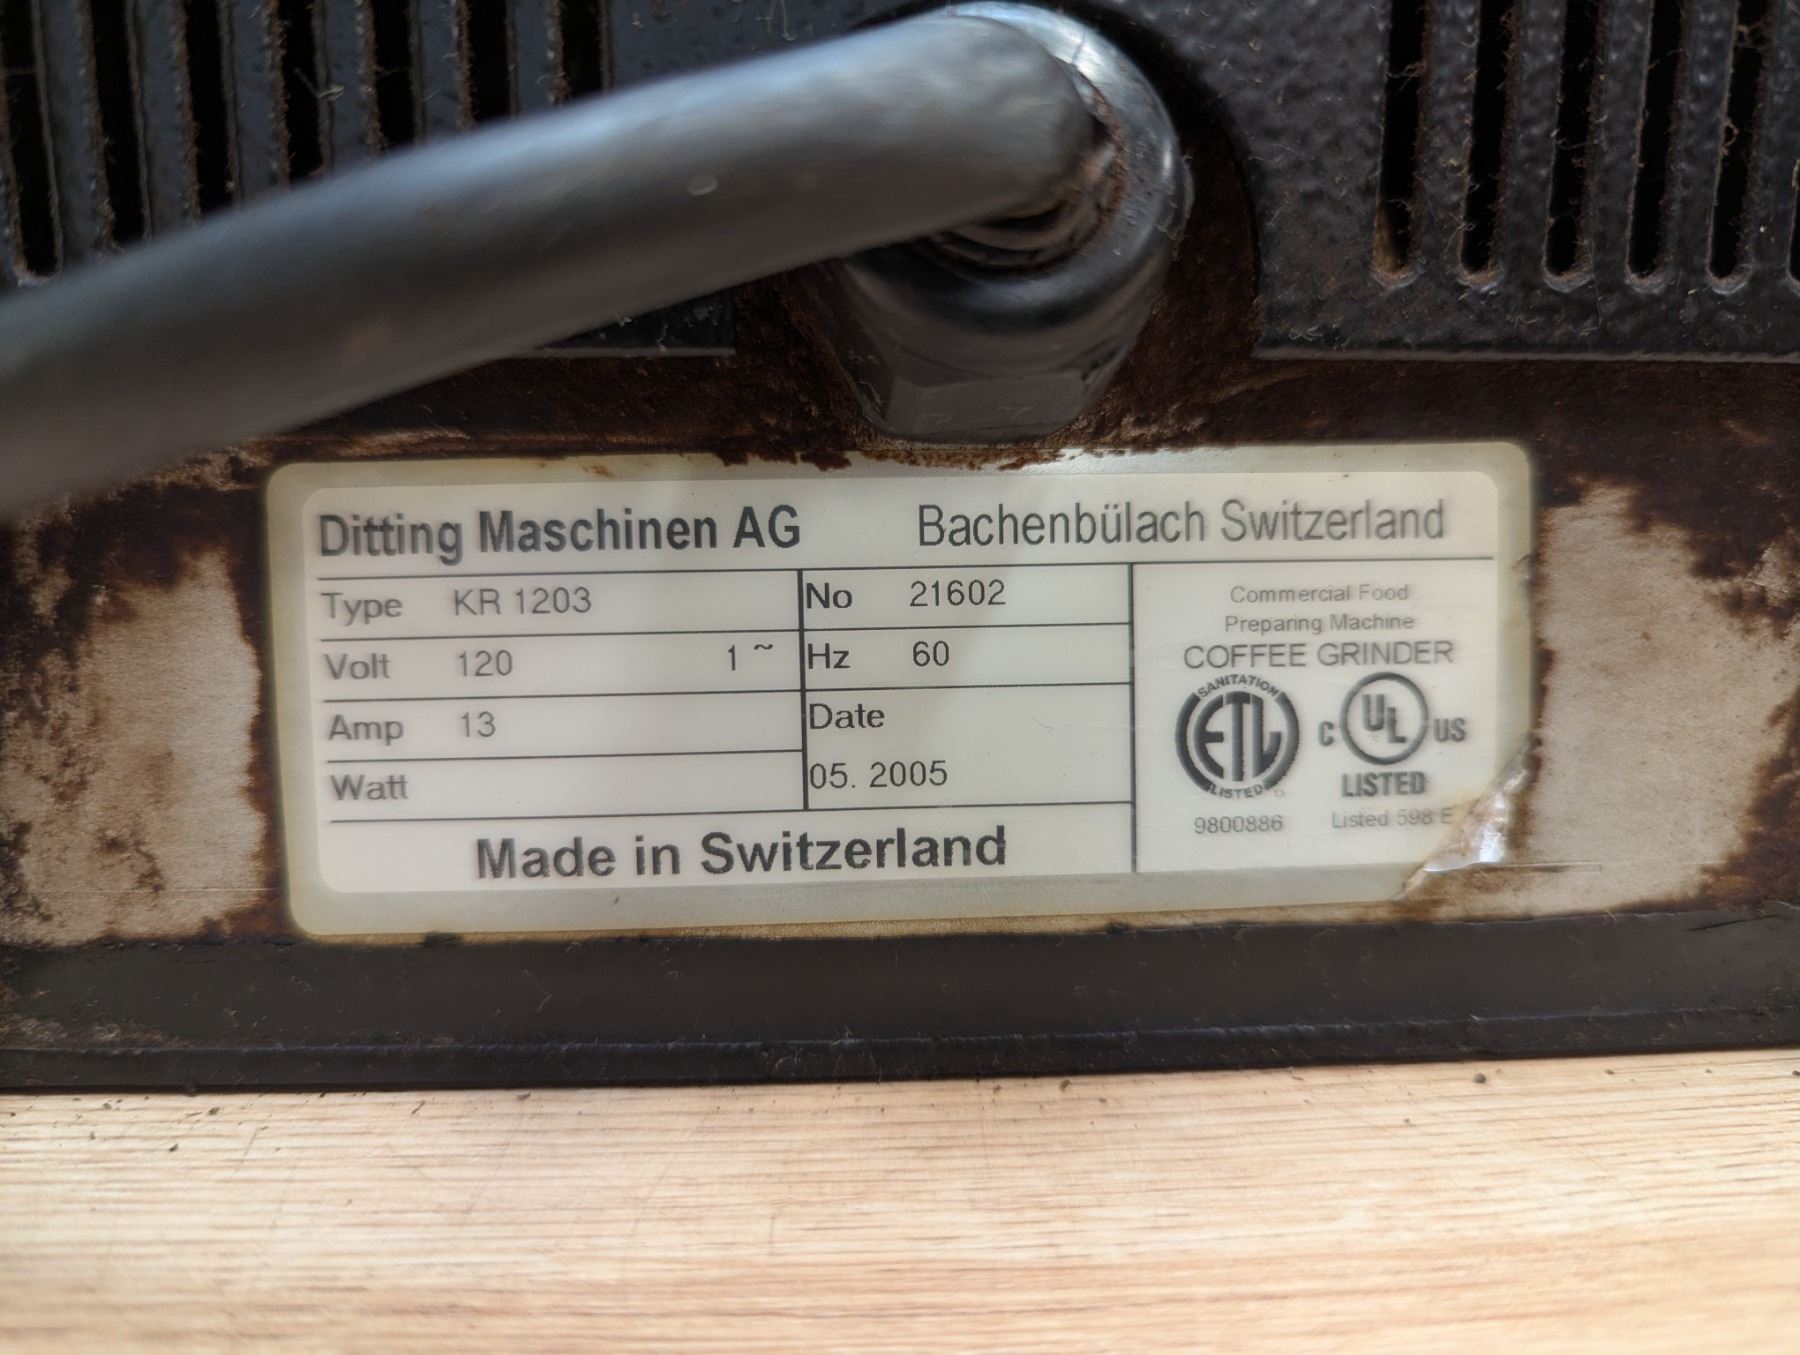 Ditting Maschinen AG Bachenbülach Switzerland
Type KR 1203 No 21602
Volt 120 1 ~ Hz 60
Amp 13 Date
Watt 05. 2005
Made in Switzerland
Commercial Food
Preparing Machine
COFFEE GRINDER
SANITATION
ETL
LISTED
9800886
C UL US
LISTED
Listed 598 E